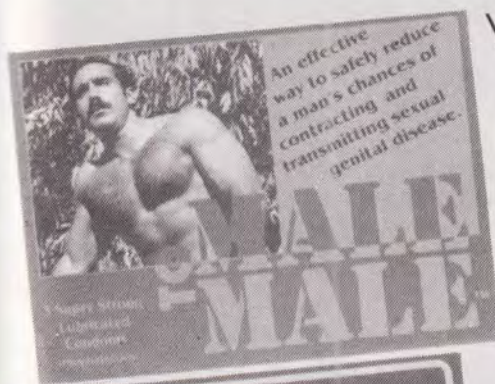 An effective
way to safely reduce
a man's chances of
contracting and
transmitting sexual
genital disease.
MALE
TO
MALE
3 Super Strong
Lubricated
Condoms